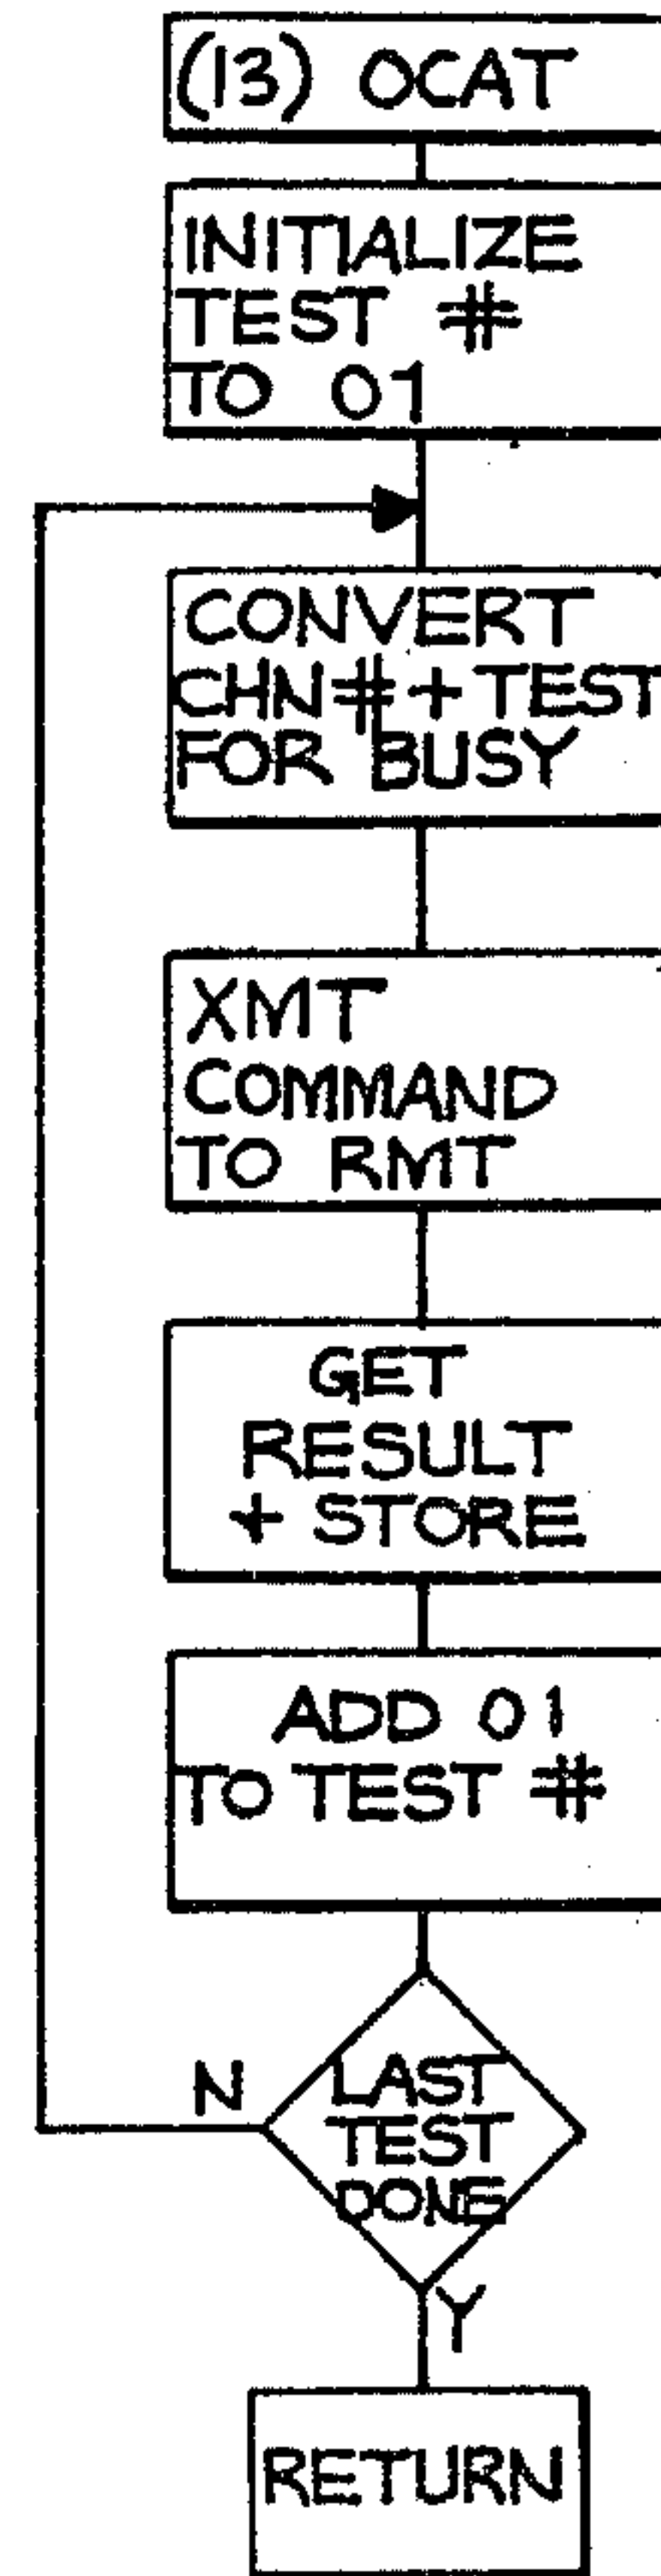 (13) OCAT
INITIALIZE
TEST #
TO 01
CONVERT
CHN# + TEST
FOR BUSY
XMT
COMMAND
TO RMT
GET
RESULT
+ STORE
ADD 01
TO TEST #
N
LAST
TEST
DONE
Y
RETURN